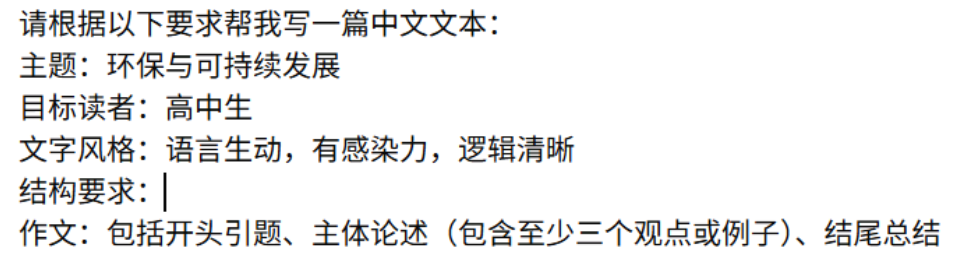 请根据以下要求帮我写一篇中文文本：
主题：环保与可持续发展
目标读者：高中生
文字风格：语言生动，有感染力，逻辑清晰
结构要求：
作文：包括开头引题、主体论述（包含至少三个观点或例子）、结尾总结